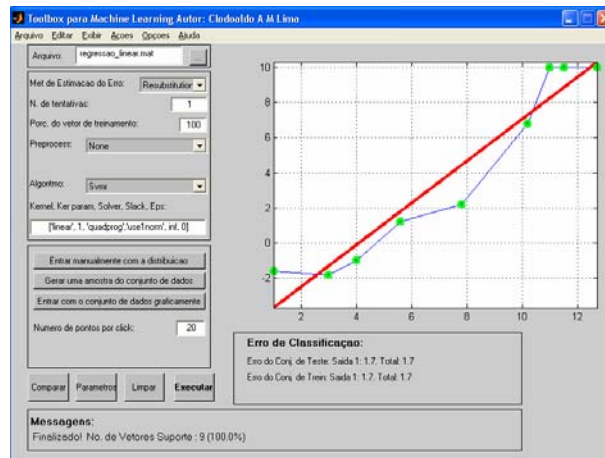 Toolbox para Machine Learning Autor: Clodoaldo A M Lima
Arquivo Editar Exibir Acoes Opcoes Ajuda
Arquivo: regressao_linear.mat ...
Met de Estimacao do Erro: Resubstitution
N. de tentativas: 1
Porc. do vetor de treinamento: 100
Preprocess: None
Algoritmo:
Kernel, Ker param, Solver, Slack, Eps:
['linear', 1, 'quadprog','use1norm', inf, 0]
Entrar manualmente com a distribuicao
Gerar uma amostra do conjunto de dados
Entrar com o conjunto de dados graficamente
Numero de pontos por click: 20
Comparar Parametros Limpar Executar
10
8
6
4
2
0
-2
2 4 6 8 10 12
Erro de Classificaçao:
Erro do Conj. de Teste: Saida 1: 1.7. Total: 1.7
Erro do Conj. de Trein: Saida 1: 1.7. Total: 1.7
Messagens:
Finalizado! No. de Vetores Suporte : 9 (100.0%)